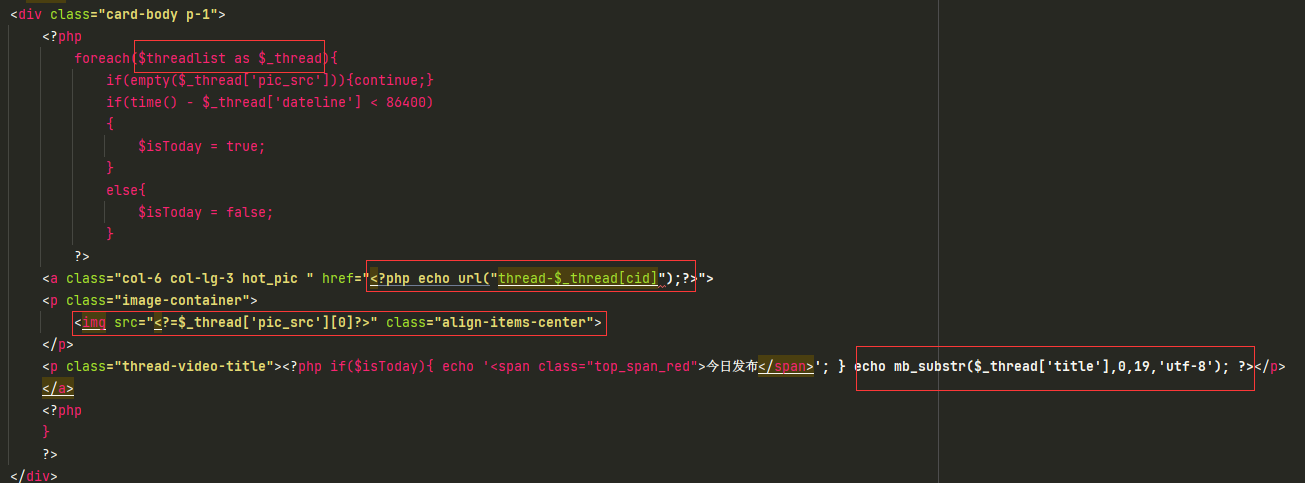 <div class="card-body p-1">
<?php
foreach($threadlist as $_thread){
if(empty($_thread['pic_src'])){continue;}
if(time() - $_thread['dateline'] < 86400)
{
$isToday = true;
}
else{
$isToday = false;
}
?>
<a class="col-6 col-lg-3 hot_pic " href="<?php echo url("thread-$_thread[cid]");?>">
<p class="image-container">
<img src="<?=$_thread['pic_src'][0]?>" class="align-items-center">
</p>
<p class="thread-video-title"><?php if($isToday){ echo '<span class="top_span_red">今日发布</span>'; } echo mb_substr($_thread['title'],0,19,'utf-8'); ?></p>
</a>
<?php
}
?>
</div>